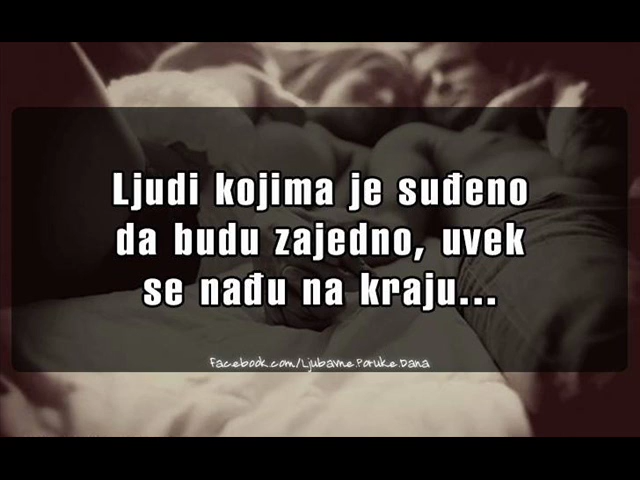 Ljudi kojima je suđeno
da budu zajedno, uvek
se nađu na kraju...
Facebook.com/Ljubavne.Poruke.Dana